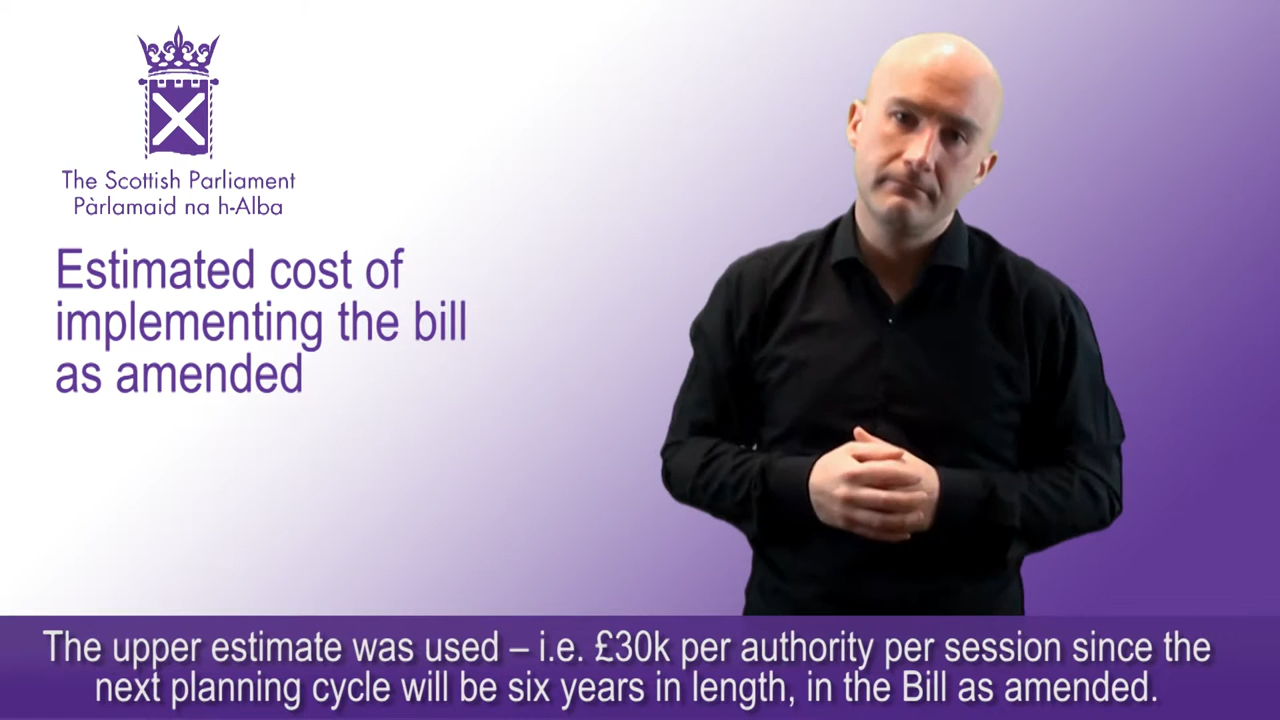 The Scottish Parliament
Pàrlamaid na h-Alba
Estimated cost of
implementing the bill
as amended
The upper estimate was used – i.e. £30k per authority per session since the
next planning cycle will be six years in length, in the Bill as amended.